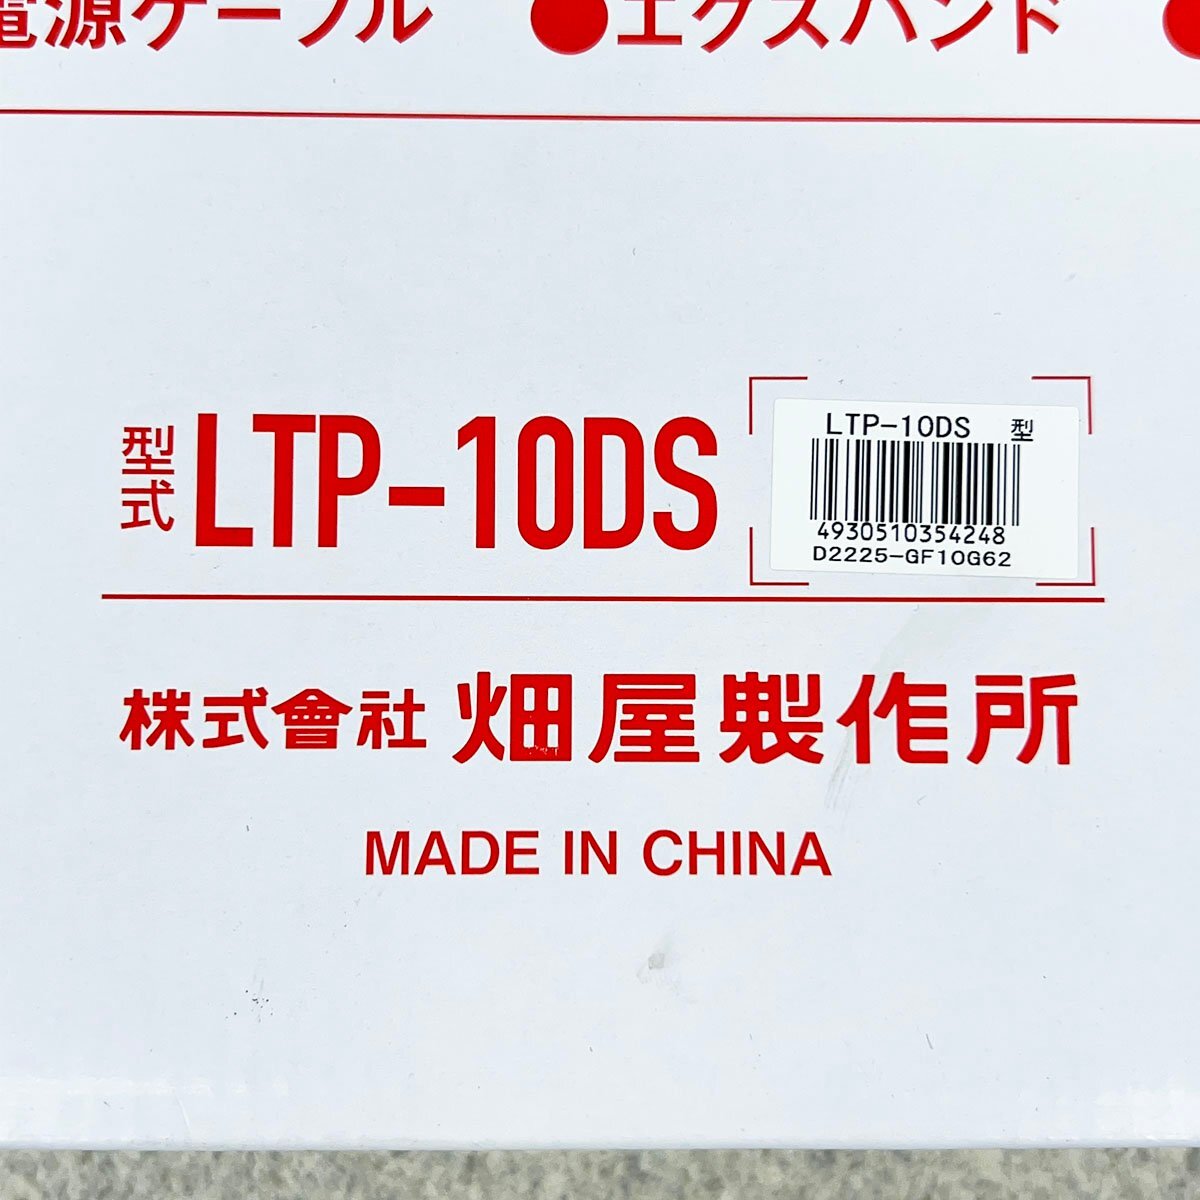 電源ケーブル ●エクスパンド
型式 LTP-10DS
LTP-10DS 型
4930510354248
D2225-GF10G62
株式會社 畑屋製作所
MADE IN CHINA